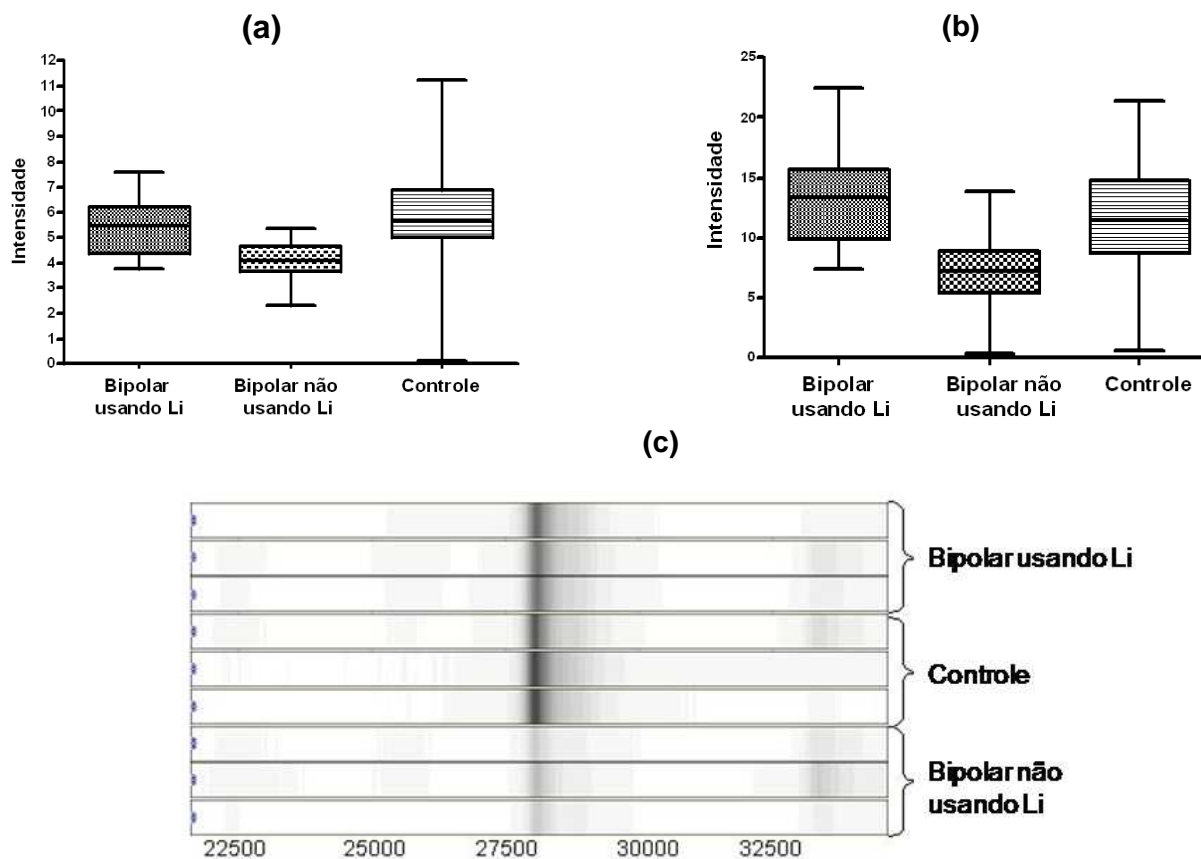 (a)
Intensidade
12
11
10
9
8
7
6
5
4
3
2
1
0
Bipolar
usando Li
Bipolar não
usando Li
Controle
(b)
Intensidade
25
20
15
10
5
0
Bipolar
usando Li
Bipolar não
usando Li
Controle
(c)
Bipolar usando Li
Controle
Bipolar não
usando Li
22500 25000 27500 30000 32500